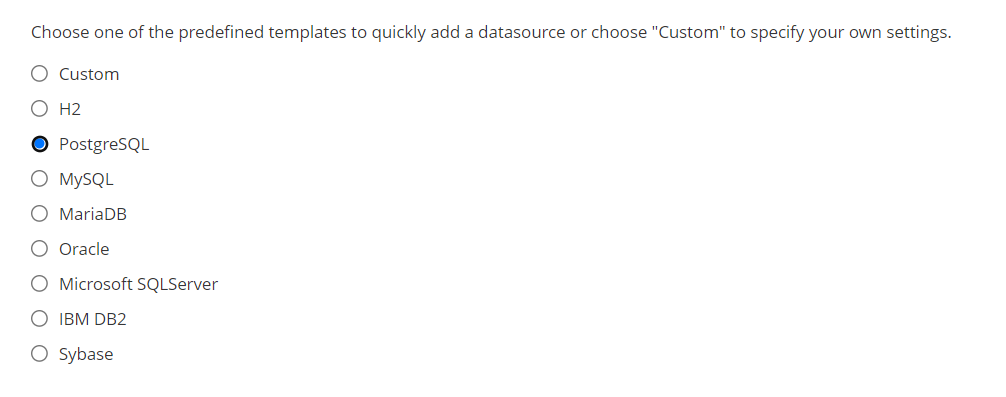 Choose one of the predefined templates to quickly add a datasource or choose "Custom" to specify your own settings.
Custom
H2
PostgreSQL
MySQL
MariaDB
Oracle
Microsoft SQLServer
IBM DB2
Sybase